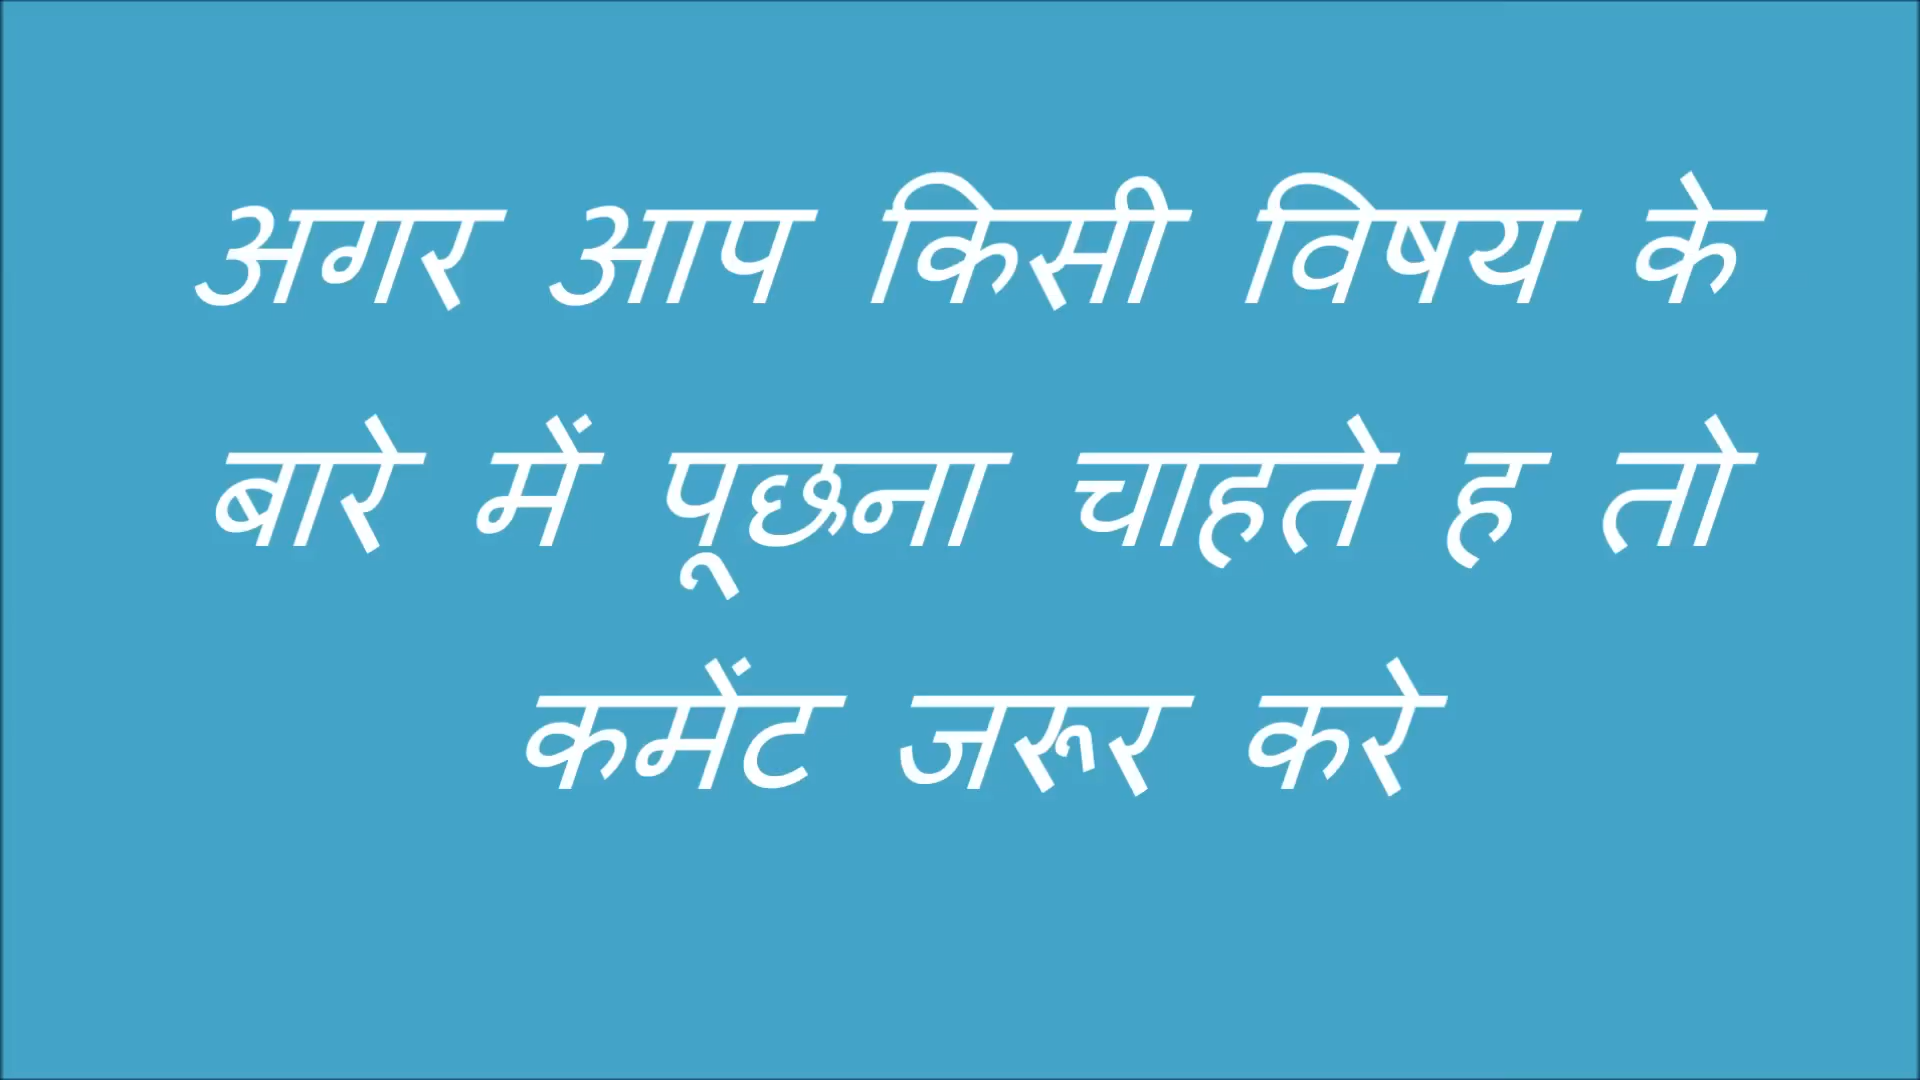 अगर आप किसी विषय के
बारे में पूछना चाहते ह तो
कमेंट जरूर करे